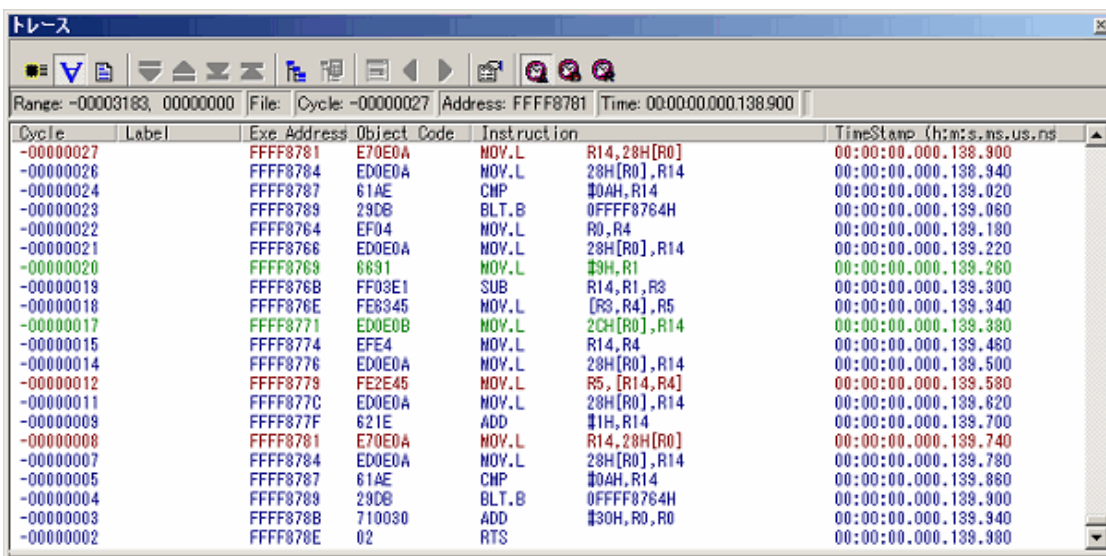 トレース
Range: -00003183, 00000000 File: Cycle: -00000027 Address: FFFF8781 Time: 00:00:00.000.138.900
Cycle Label Exe Address Object Code Instruction TimeStamp (h:m:s.ms.us.ns
-00000027 FFFF8781 E70E0A MOV.L R14,28H[R0] 00:00:00.000.138.900
-00000026 FFFF8784 ED0E0A MOV.L 28H[R0],R14 00:00:00.000.138.940
-00000024 FFFF8787 61AE CMP #0AH,R14 00:00:00.000.139.020
-00000023 FFFF8789 29DB BLT.B 0FFFF8764H 00:00:00.000.139.060
-00000022 FFFF8764 EF04 MOV.L R0,R4 00:00:00.000.139.180
-00000021 FFFF8766 ED0E0A MOV.L 28H[R0],R14 00:00:00.000.139.220
-00000020 FFFF8769 6691 MOV.L #9H,R1 00:00:00.000.139.260
-00000019 FFFF876B FF03E1 SUB R14,R1,R3 00:00:00.000.139.300
-00000018 FFFF876E FE6345 MOV.L [R3,R4],R5 00:00:00.000.139.340
-00000017 FFFF8771 ED0E0B MOV.L 2CH[R0],R14 00:00:00.000.139.380
-00000015 FFFF8774 EFE4 MOV.L R14,R4 00:00:00.000.139.460
-00000014 FFFF8776 ED0E0A MOV.L 28H[R0],R14 00:00:00.000.139.500
-00000012 FFFF8779 FE2E45 MOV.L R5,[R14,R4] 00:00:00.000.139.580
-00000011 FFFF877C ED0E0A MOV.L 28H[R0],R14 00:00:00.000.139.620
-00000009 FFFF877F 621E ADD #1H,R14 00:00:00.000.139.700
-00000008 FFFF8781 E70E0A MOV.L R14,28H[R0] 00:00:00.000.139.740
-00000007 FFFF8784 ED0E0A MOV.L 28H[R0],R14 00:00:00.000.139.780
-00000005 FFFF8787 61AE CMP #0AH,R14 00:00:00.000.139.860
-00000004 FFFF8789 29DB BLT.B 0FFFF8764H 00:00:00.000.139.900
-00000003 FFFF878B 710030 ADD #30H,R0,R0 00:00:00.000.139.940
-00000002 FFFF878E 02 RTS 00:00:00.000.139.980